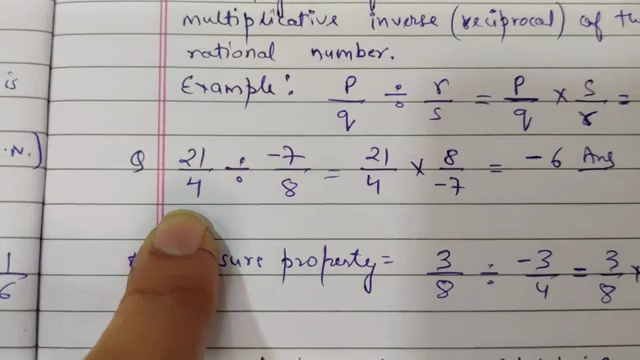 multiplicative inverse (reciprocal) of
rational number.
is
Example: p/q ÷ r/s = p/q × s/r =
.N.)
Q 21/4 ÷ -7/8 = 21/4 × 8/-7 = -6 Ans
1/6
sure property = 3/8 ÷ -3/4 = 3/8 ×